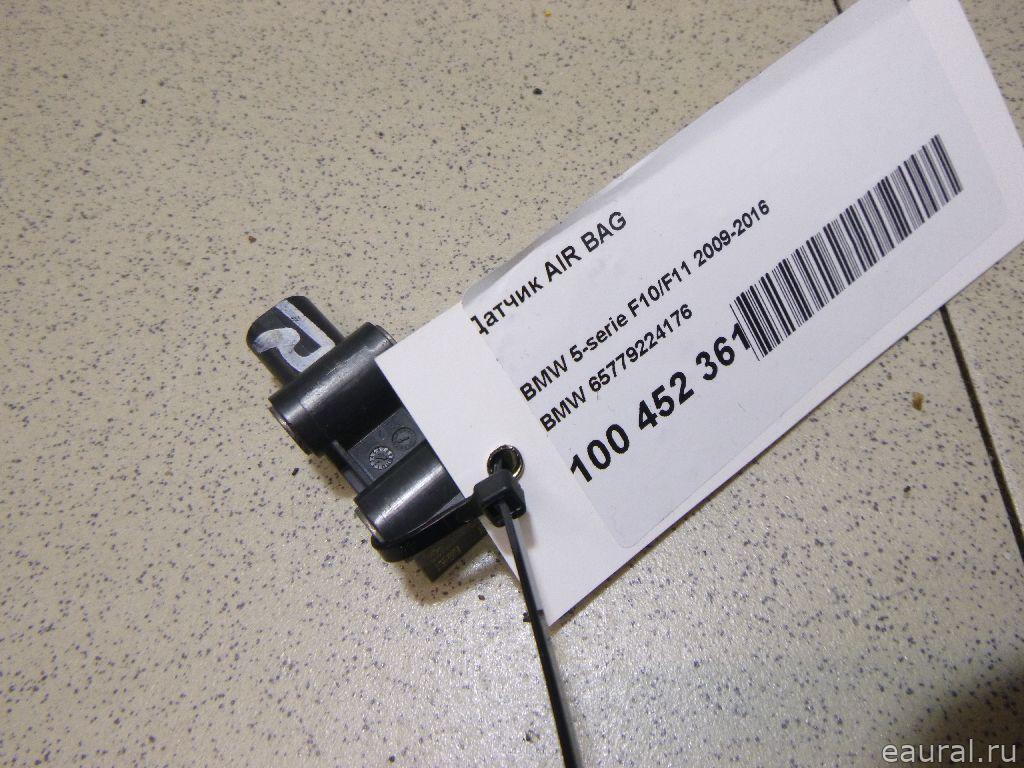 Датчик AIR BAG
BMW 5-serie F10/F11 2009-2016
BMW 65779224176
100 452 361
R
eaural.ru